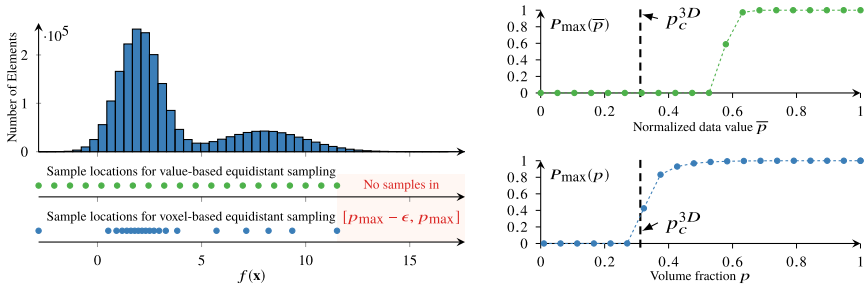 ·10⁵
2
1
0
Number of Elements
Sample locations for value-based equidistant sampling
No samples in
Sample locations for voxel-based equidistant sampling
[p_max − ϵ, p_max]
0 5 10 15
f(x)
1
0.8
0.6
0.4
0.2
0
P_max(p̅)
p_c^3D
0 0.2 0.4 0.6 0.8 1
Normalized data value p̅
1
0.8
0.6
0.4
0.2
0
P_max(p)
p_c^3D
0 0.2 0.4 0.6 0.8 1
Volume fraction p